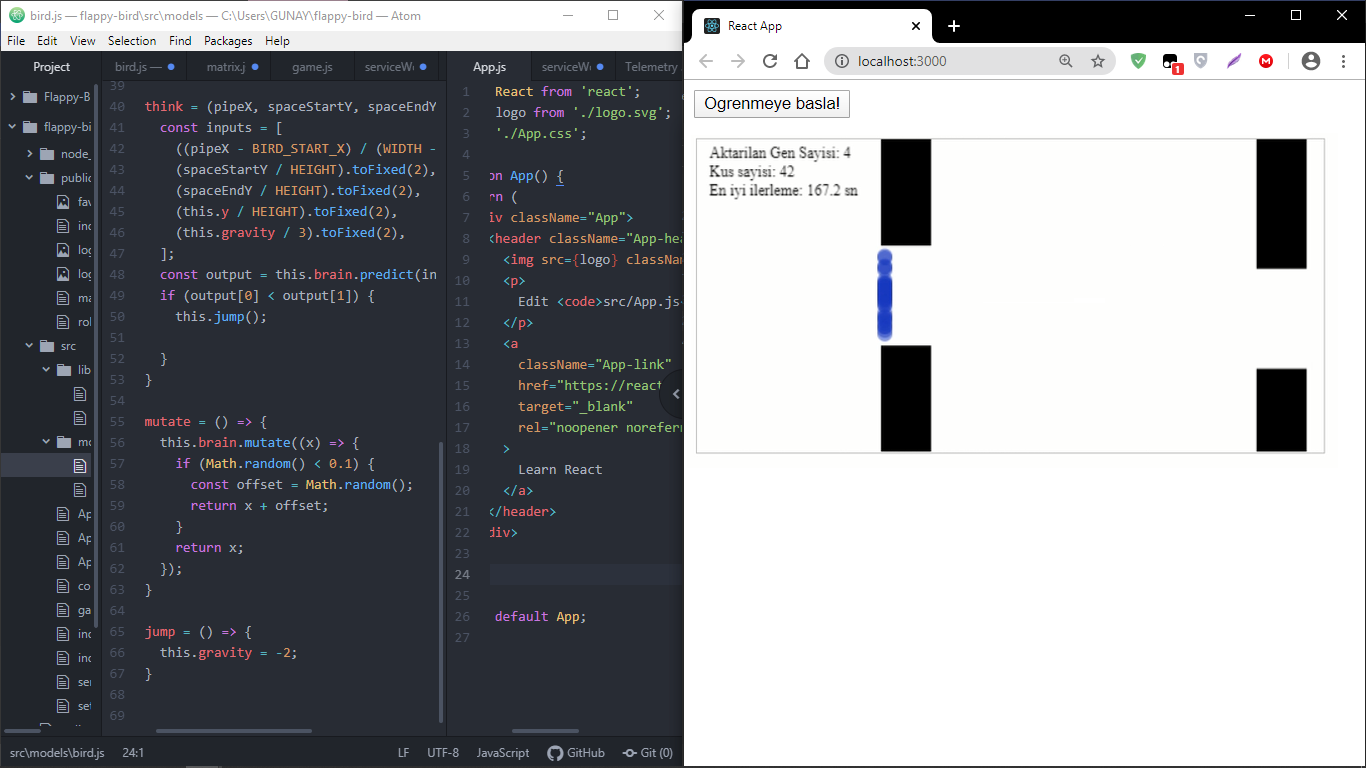 bird.js — flappy-bird\src\models — C:\Users\GUNAY\flappy-bird — Atom
File Edit View Selection Find Packages Help
Project
Flappy-B
flappy-bi
node_
public
fav
inc
log
log
ma
rol
src
lib
mo
Ap
Ap
Ap
co
ga
inc
inc
ser
set
bird.js — matrix.j game.js serviceWo
39
40 think = (pipeX, spaceStartY, spaceEndY
41 const inputs = [
42 ((pipeX - BIRD_START_X) / (WIDTH -
43 (spaceStartY / HEIGHT).toFixed(2),
44 (spaceEndY / HEIGHT).toFixed(2),
45 (this.y / HEIGHT).toFixed(2),
46 (this.gravity / 3).toFixed(2),
47 ];
48 const output = this.brain.predict(in
49 if (output[0] < output[1]) {
50 this.jump();
51
52 }
53 }
54
55 mutate = () => {
56 this.brain.mutate((x) => {
57 if (Math.random() < 0.1) {
58 const offset = Math.random();
59 return x + offset;
60 }
61 return x;
62 });
63 }
64
65 jump = () => {
66 this.gravity = -2;
67 }
68
69
App.js serviceWo Telemetry
1 React from 'react';
2 logo from './logo.svg';
3 './App.css';
4
5 on App() {
6 rn (
7 div className="App">
8 <header className="App-hea
9 <img src={logo} classNam
10 <p>
11 Edit <code>src/App.js<
12 </p>
13 <a
14 className="App-link"
15 href="https://react
16 target="_blank"
17 rel="noopener noreferr
18 >
19 Learn React
20 </a>
21 </header>
22 div>
23
24
25
26 default App;
27
src\models\bird.js 24:1 LF UTF-8 JavaScript GitHub Git (0)
React App
localhost:3000
1
M
Ogrenmeye basla!
Aktarilan Gen Sayisi: 4
Kus sayisi: 42
En iyi ilerleme: 167.2 sn